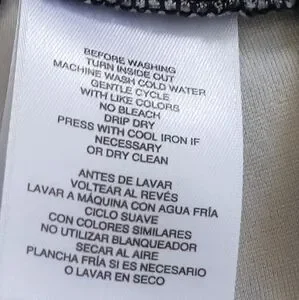 BEFORE WASHING
TURN INSIDE OUT
MACHINE WASH COLD WATER
GENTLE CYCLE
WITH LIKE COLORS
NO BLEACH
DRIP DRY
PRESS WITH COOL IRON IF
NECESSARY
OR DRY CLEAN
ANTES DE LAVAR
VOLTEAR AL REVÉS
LAVAR A MÁQUINA CON AGUA FRÍA
CICLO SUAVE
CON COLORES SIMILARES
NO UTILIZAR BLANQUEADOR
SECAR AL AIRE
PLANCHA FRÍA SI ES NECESARIO
O LAVAR EN SECO